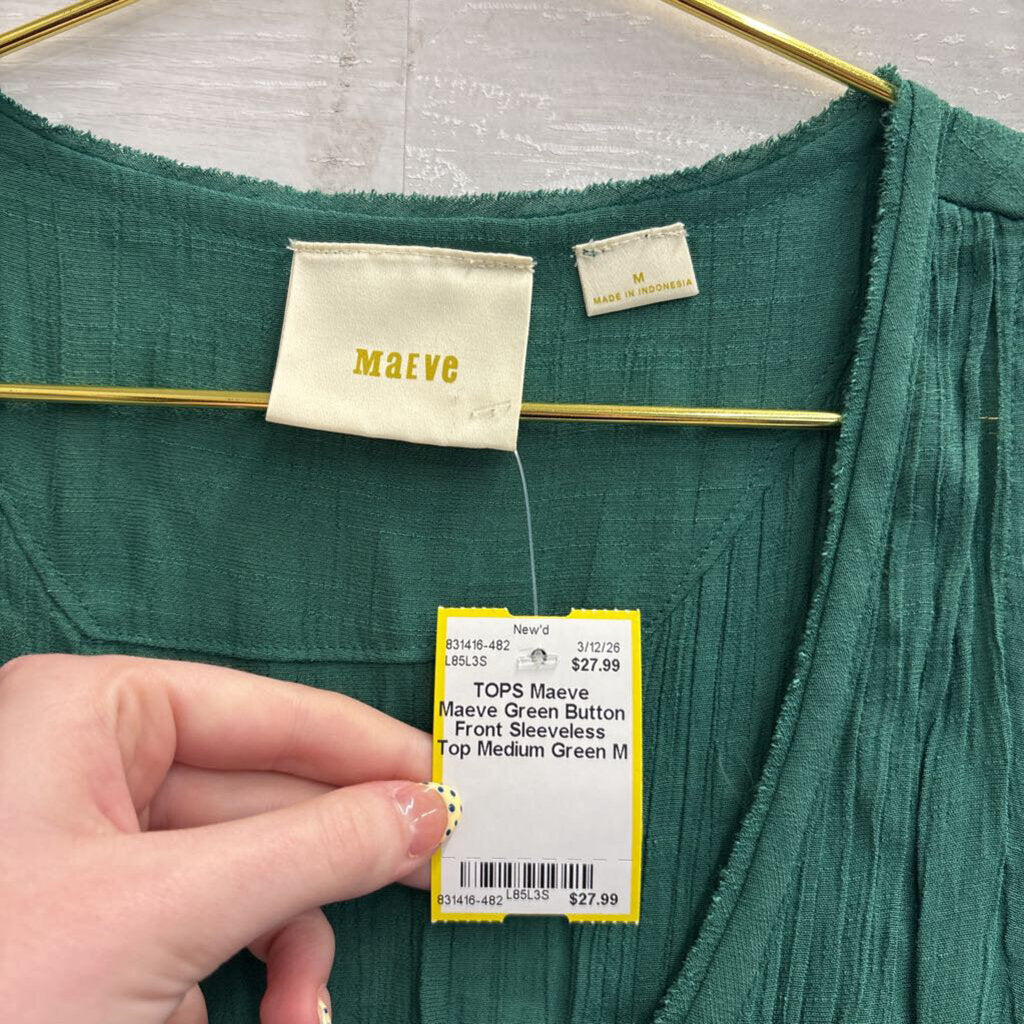 MaEve
M
MADE IN INDONESIA
New'd
831416-482 3/12/26
L85L3S $27.99
TOPS Maeve
Maeve Green Button
Front Sleeveless
Top Medium Green M
831416-482 L85L3S $27.99